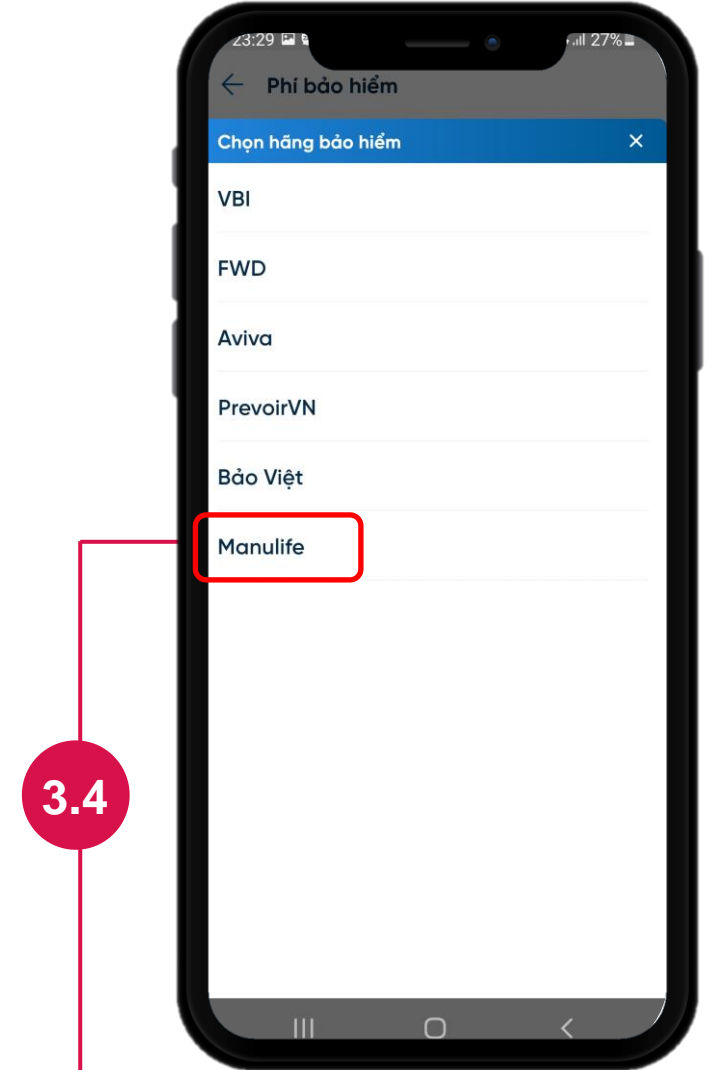 23:29
27%
Phí bảo hiểm
Chọn hãng bảo hiểm
VBI
FWD
Aviva
PrevoirVN
Bảo Việt
Manulife
3.4